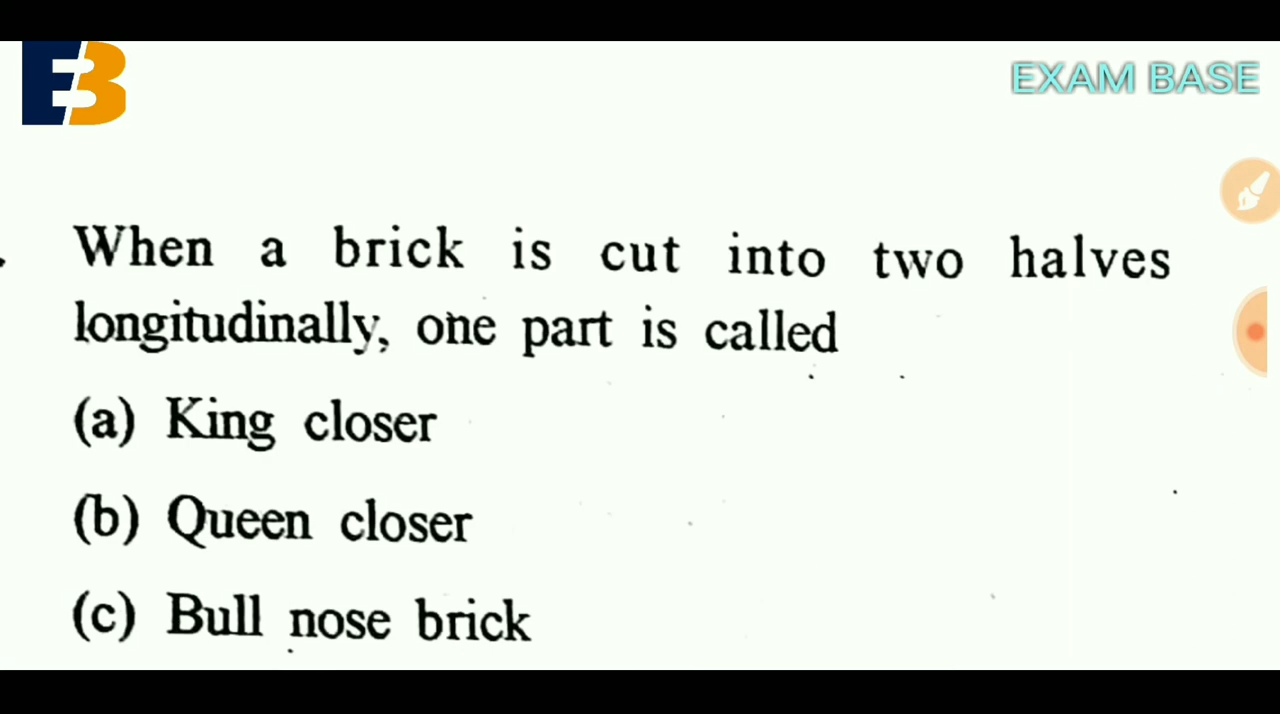 EB
EXAM BASE
When a brick is cut into two halves
longitudinally, one part is called
(a) King closer
(b) Queen closer
(c) Bull nose brick